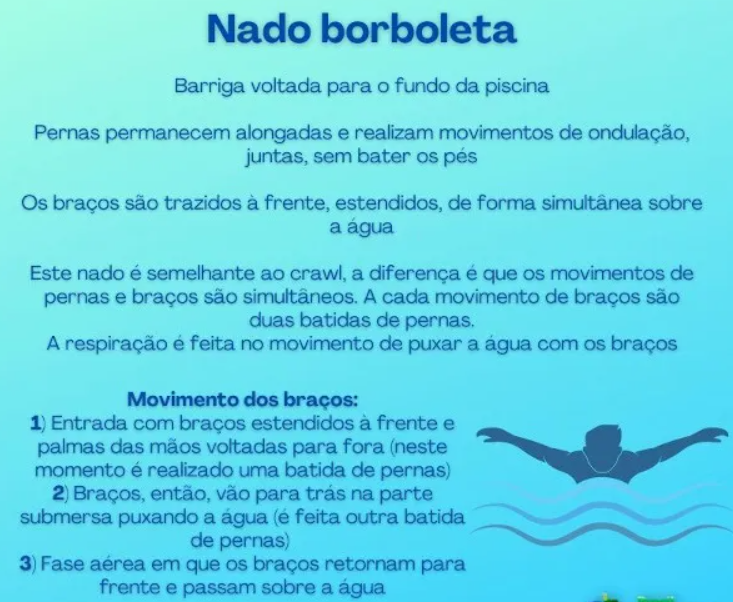 Nado borboleta
Barriga voltada para o fundo da piscina
Pernas permanecem alongadas e realizam movimentos de ondulação,
juntas, sem bater os pés
Os braços são trazidos à frente, estendidos, de forma simultânea sobre
a água
Este nado é semelhante ao crawl, a diferença é que os movimentos de
pernas e braços são simultâneos. A cada movimento de braços são
duas batidas de pernas.
A respiração é feita no movimento de puxar a água com os braços
Movimento dos braços:
1) Entrada com braços estendidos à frente e
palmas das mãos voltadas para fora (neste
momento é realizado uma batida de pernas)
2) Braços, então, vão para trás na parte
submersa puxando a água (é feita outra batida
de pernas)
3) Fase aérea em que os braços retornam para
frente e passam sobre a água